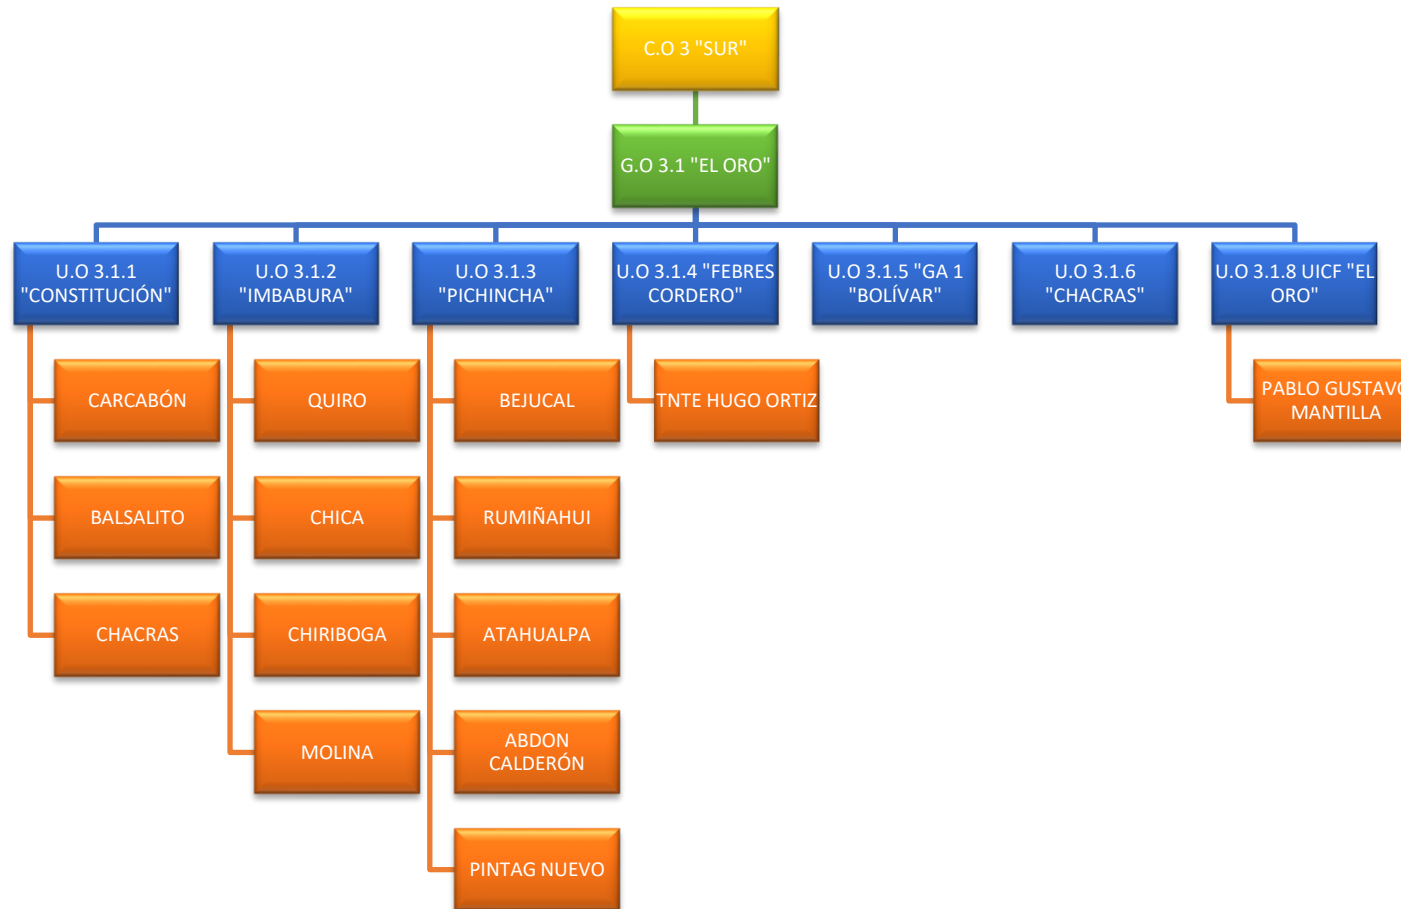 C.O 3 "SUR"
G.O 3.1 "EL ORO"
U.O 3.1.1
"CONSTITUCIÓN"
U.O 3.1.2
"IMBABURA"
U.O 3.1.3
"PICHINCHA"
U.O 3.1.4 "FEBRES
CORDERO"
U.O 3.1.5 "GA 1
"BOLÍVAR"
U.O 3.1.6
"CHACRAS"
U.O 3.1.8 UICF "EL
ORO"
CARCABÓN
BALSALITO
CHACRAS
QUIRO
CHICA
CHIRIBOGA
MOLINA
BEJUCAL
RUMIÑAHUI
ATAHUALPA
ABDON
CALDERÓN
PINTAG NUEVO
TNTE HUGO ORTIZ
PABLO GUSTAVO
MANTILLA